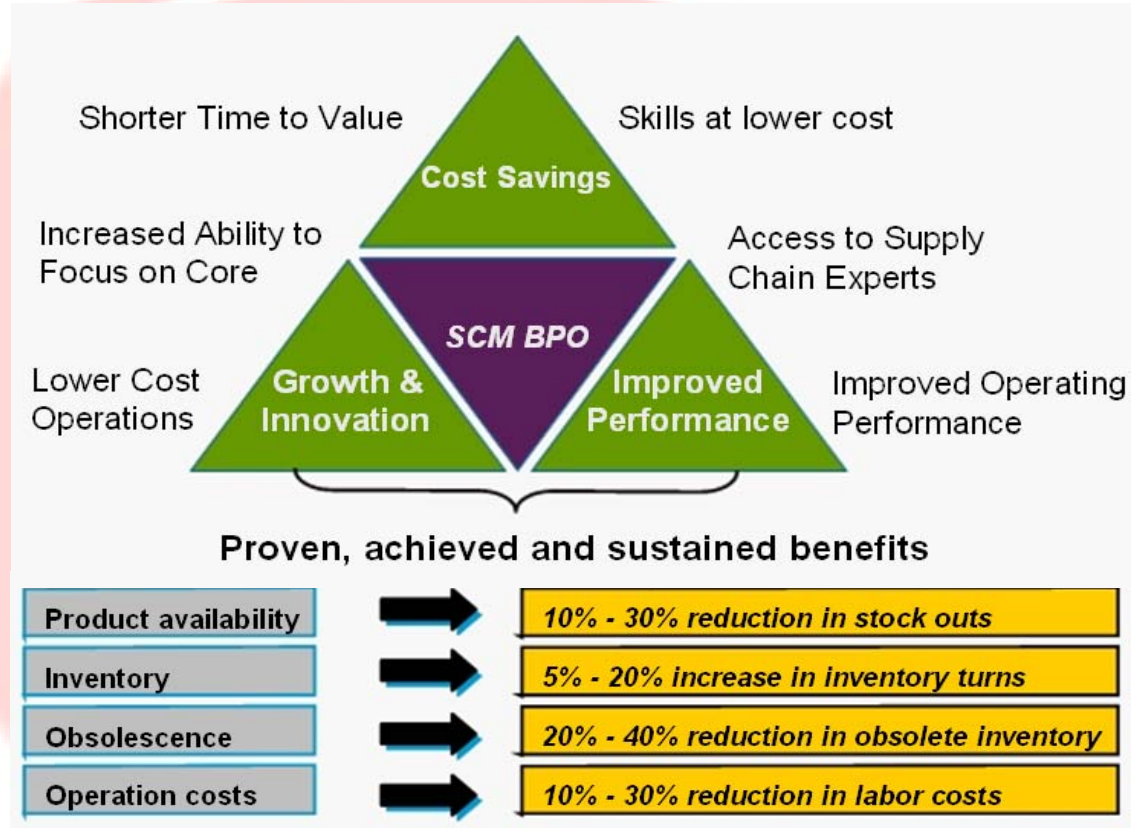 Shorter Time to Value
Skills at lower cost
Cost Savings
Increased Ability to
Focus on Core
Access to Supply
Chain Experts
SCM BPO
Lower Cost
Operations
Growth &
Innovation
Improved
Performance
Improved Operating
Performance
Proven, achieved and sustained benefits
Product availability
10% - 30% reduction in stock outs
Inventory
5% - 20% increase in inventory turns
Obsolescence
20% - 40% reduction in obsolete inventory
Operation costs
10% - 30% reduction in labor costs